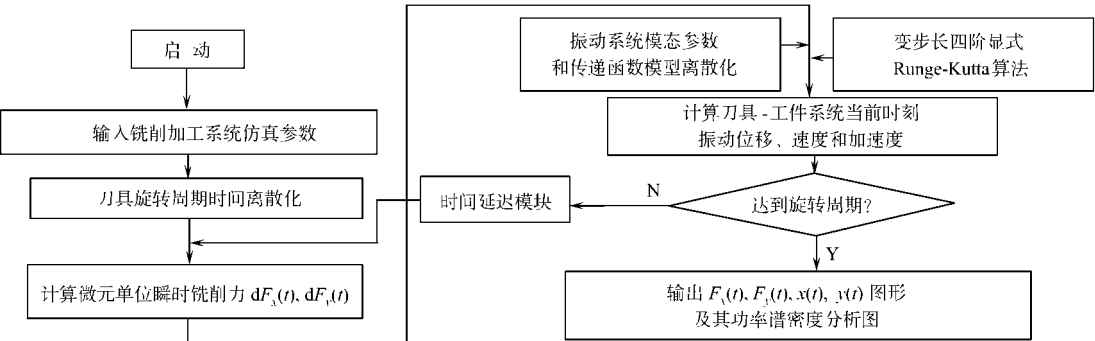 启 动
输入铣削加工系统仿真参数
刀具旋转周期时间离散化
计算微元单位瞬时铣削力 dFx(t), dFy(t)
时间延迟模块
振动系统模态参数
和传递函数模型离散化
变步长四阶显式
Runge-Kutta 算法
计算刀具-工件系统当前时刻
振动位移、速度和加速度
N
达到旋转周期?
Y
输出 Fx(t), Fy(t), x(t), y(t) 图形
及其功率谱密度分析图